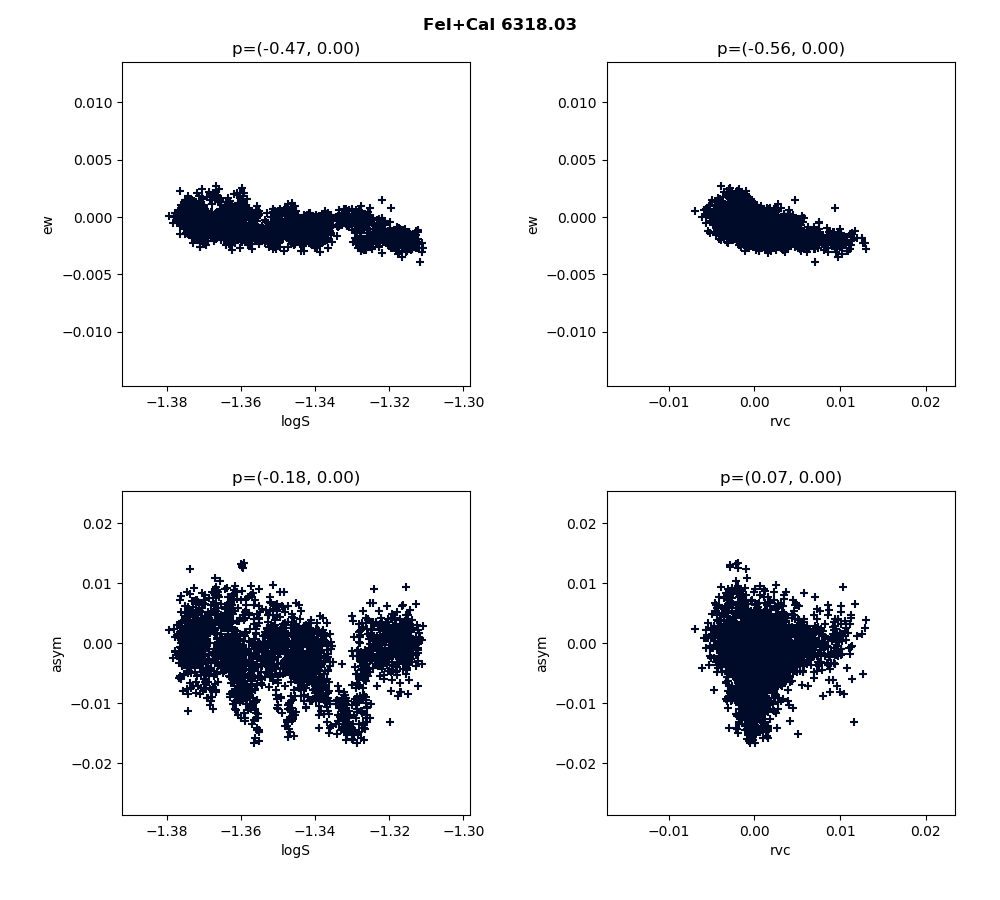 FeI+CaI 6318.03
p=(-0.47, 0.00)
p=(-0.56, 0.00)
0.010
0.005
0.000
−0.005
−0.010
ew
−1.38
−1.36
−1.34
−1.32
−1.30
logS
0.010
0.005
0.000
−0.005
−0.010
ew
−0.01
0.00
0.01
0.02
rvc
p=(-0.18, 0.00)
p=(0.07, 0.00)
0.02
0.01
0.00
−0.01
−0.02
asym
−1.38
−1.36
−1.34
−1.32
−1.30
logS
0.02
0.01
0.00
−0.01
−0.02
asym
−0.01
0.00
0.01
0.02
rvc